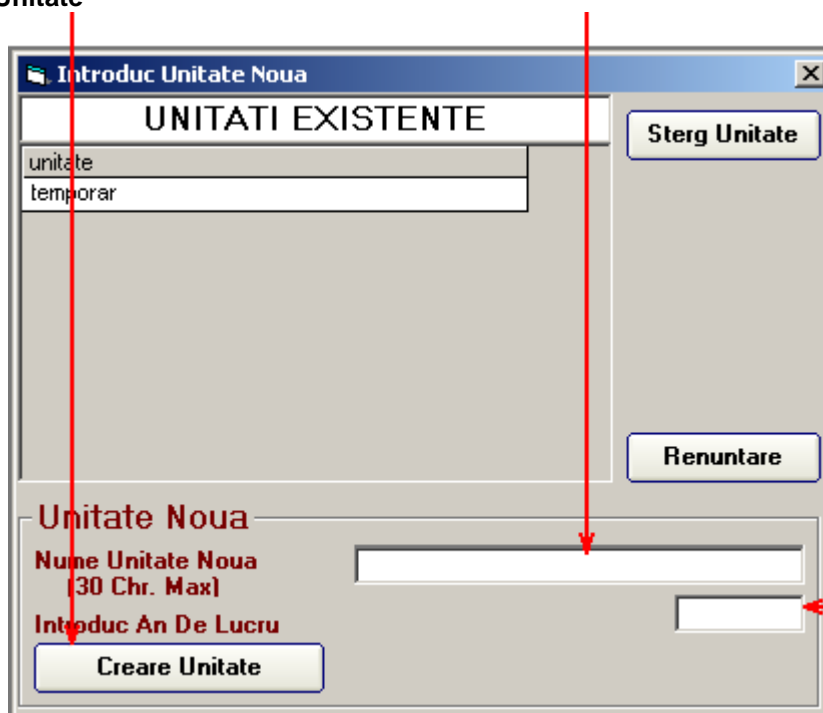 Unitate
Introduc Unitate Noua
UNITATI EXISTENTE
Sterg Unitate
unitate
temporar
Renuntare
Unitate Noua
Nume Unitate Noua
(30 Chr. Max)
Introduc An De Lucru
Creare Unitate